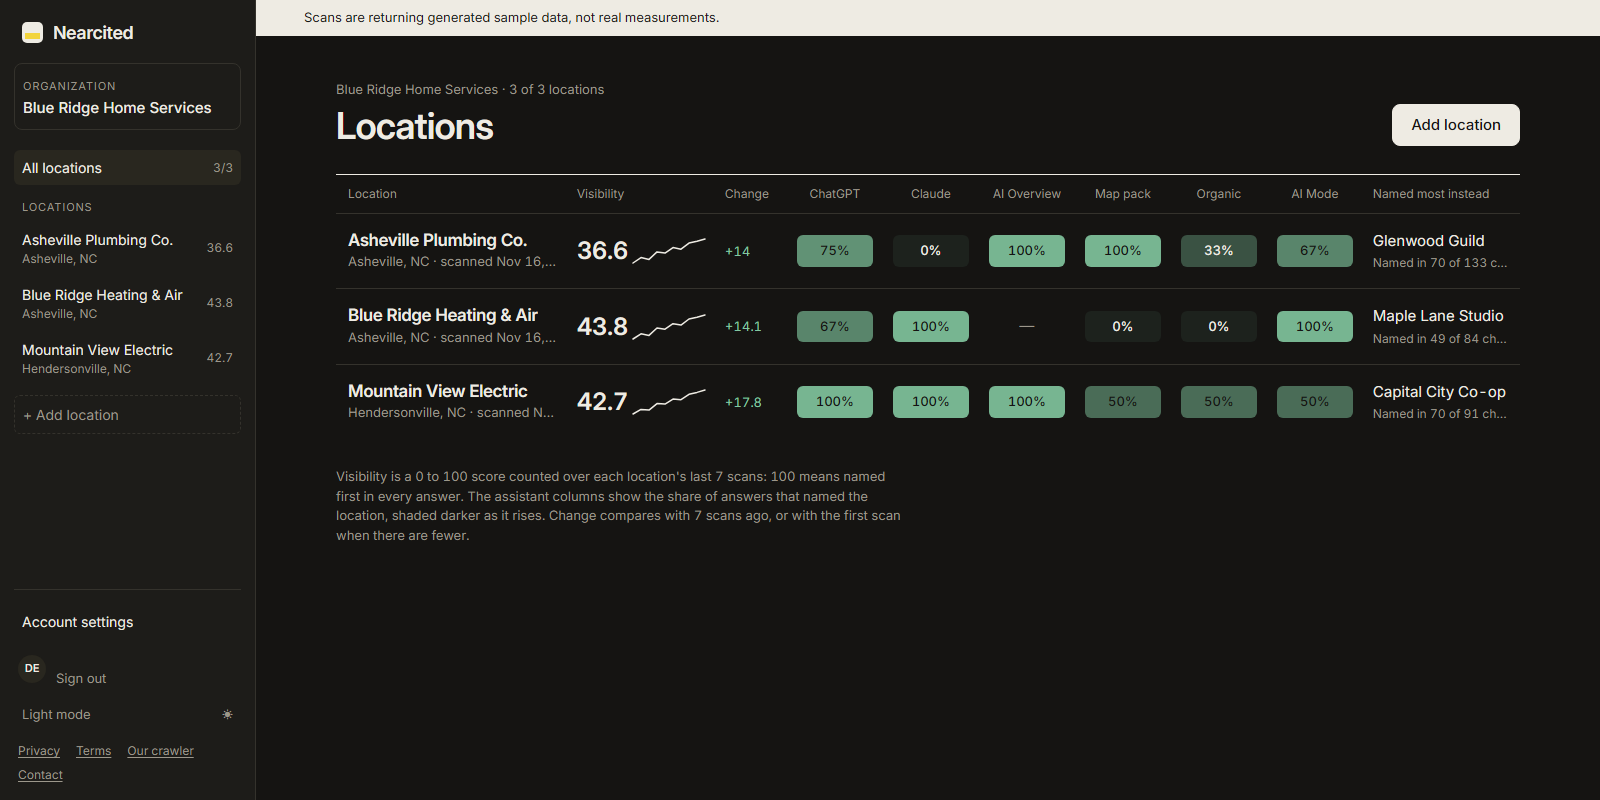 Nearcited
ORGANIZATION
Blue Ridge Home Services
All locations 3/3
LOCATIONS
Asheville Plumbing Co. 36.6
Asheville, NC
Blue Ridge Heating & Air 43.8
Asheville, NC
Mountain View Electric 42.7
Hendersonville, NC
+ Add location
Account settings
DE
Sign out
Light mode
Privacy Terms Our crawler
Contact
Scans are returning generated sample data, not real measurements.
Blue Ridge Home Services · 3 of 3 locations
Locations
Add location
Location Visibility Change ChatGPT Claude AI Overview Map pack Organic AI Mode Named most instead
Asheville Plumbing Co. 36.6 +14 75% 0% 100% 100% 33% 67% Glenwood Guild
Asheville, NC · scanned Nov 16,... Named in 70 of 133 c...
Blue Ridge Heating & Air 43.8 +14.1 67% 100% — 0% 0% 100% Maple Lane Studio
Asheville, NC · scanned Nov 16,... Named in 49 of 84 ch...
Mountain View Electric 42.7 +17.8 100% 100% 100% 50% 50% 50% Capital City Co-op
Hendersonville, NC · scanned N... Named in 70 of 91 ch...
Visibility is a 0 to 100 score counted over each location's last 7 scans: 100 means named
first in every answer. The assistant columns show the share of answers that named the
location, shaded darker as it rises. Change compares with 7 scans ago, or with the first scan
when there are fewer.